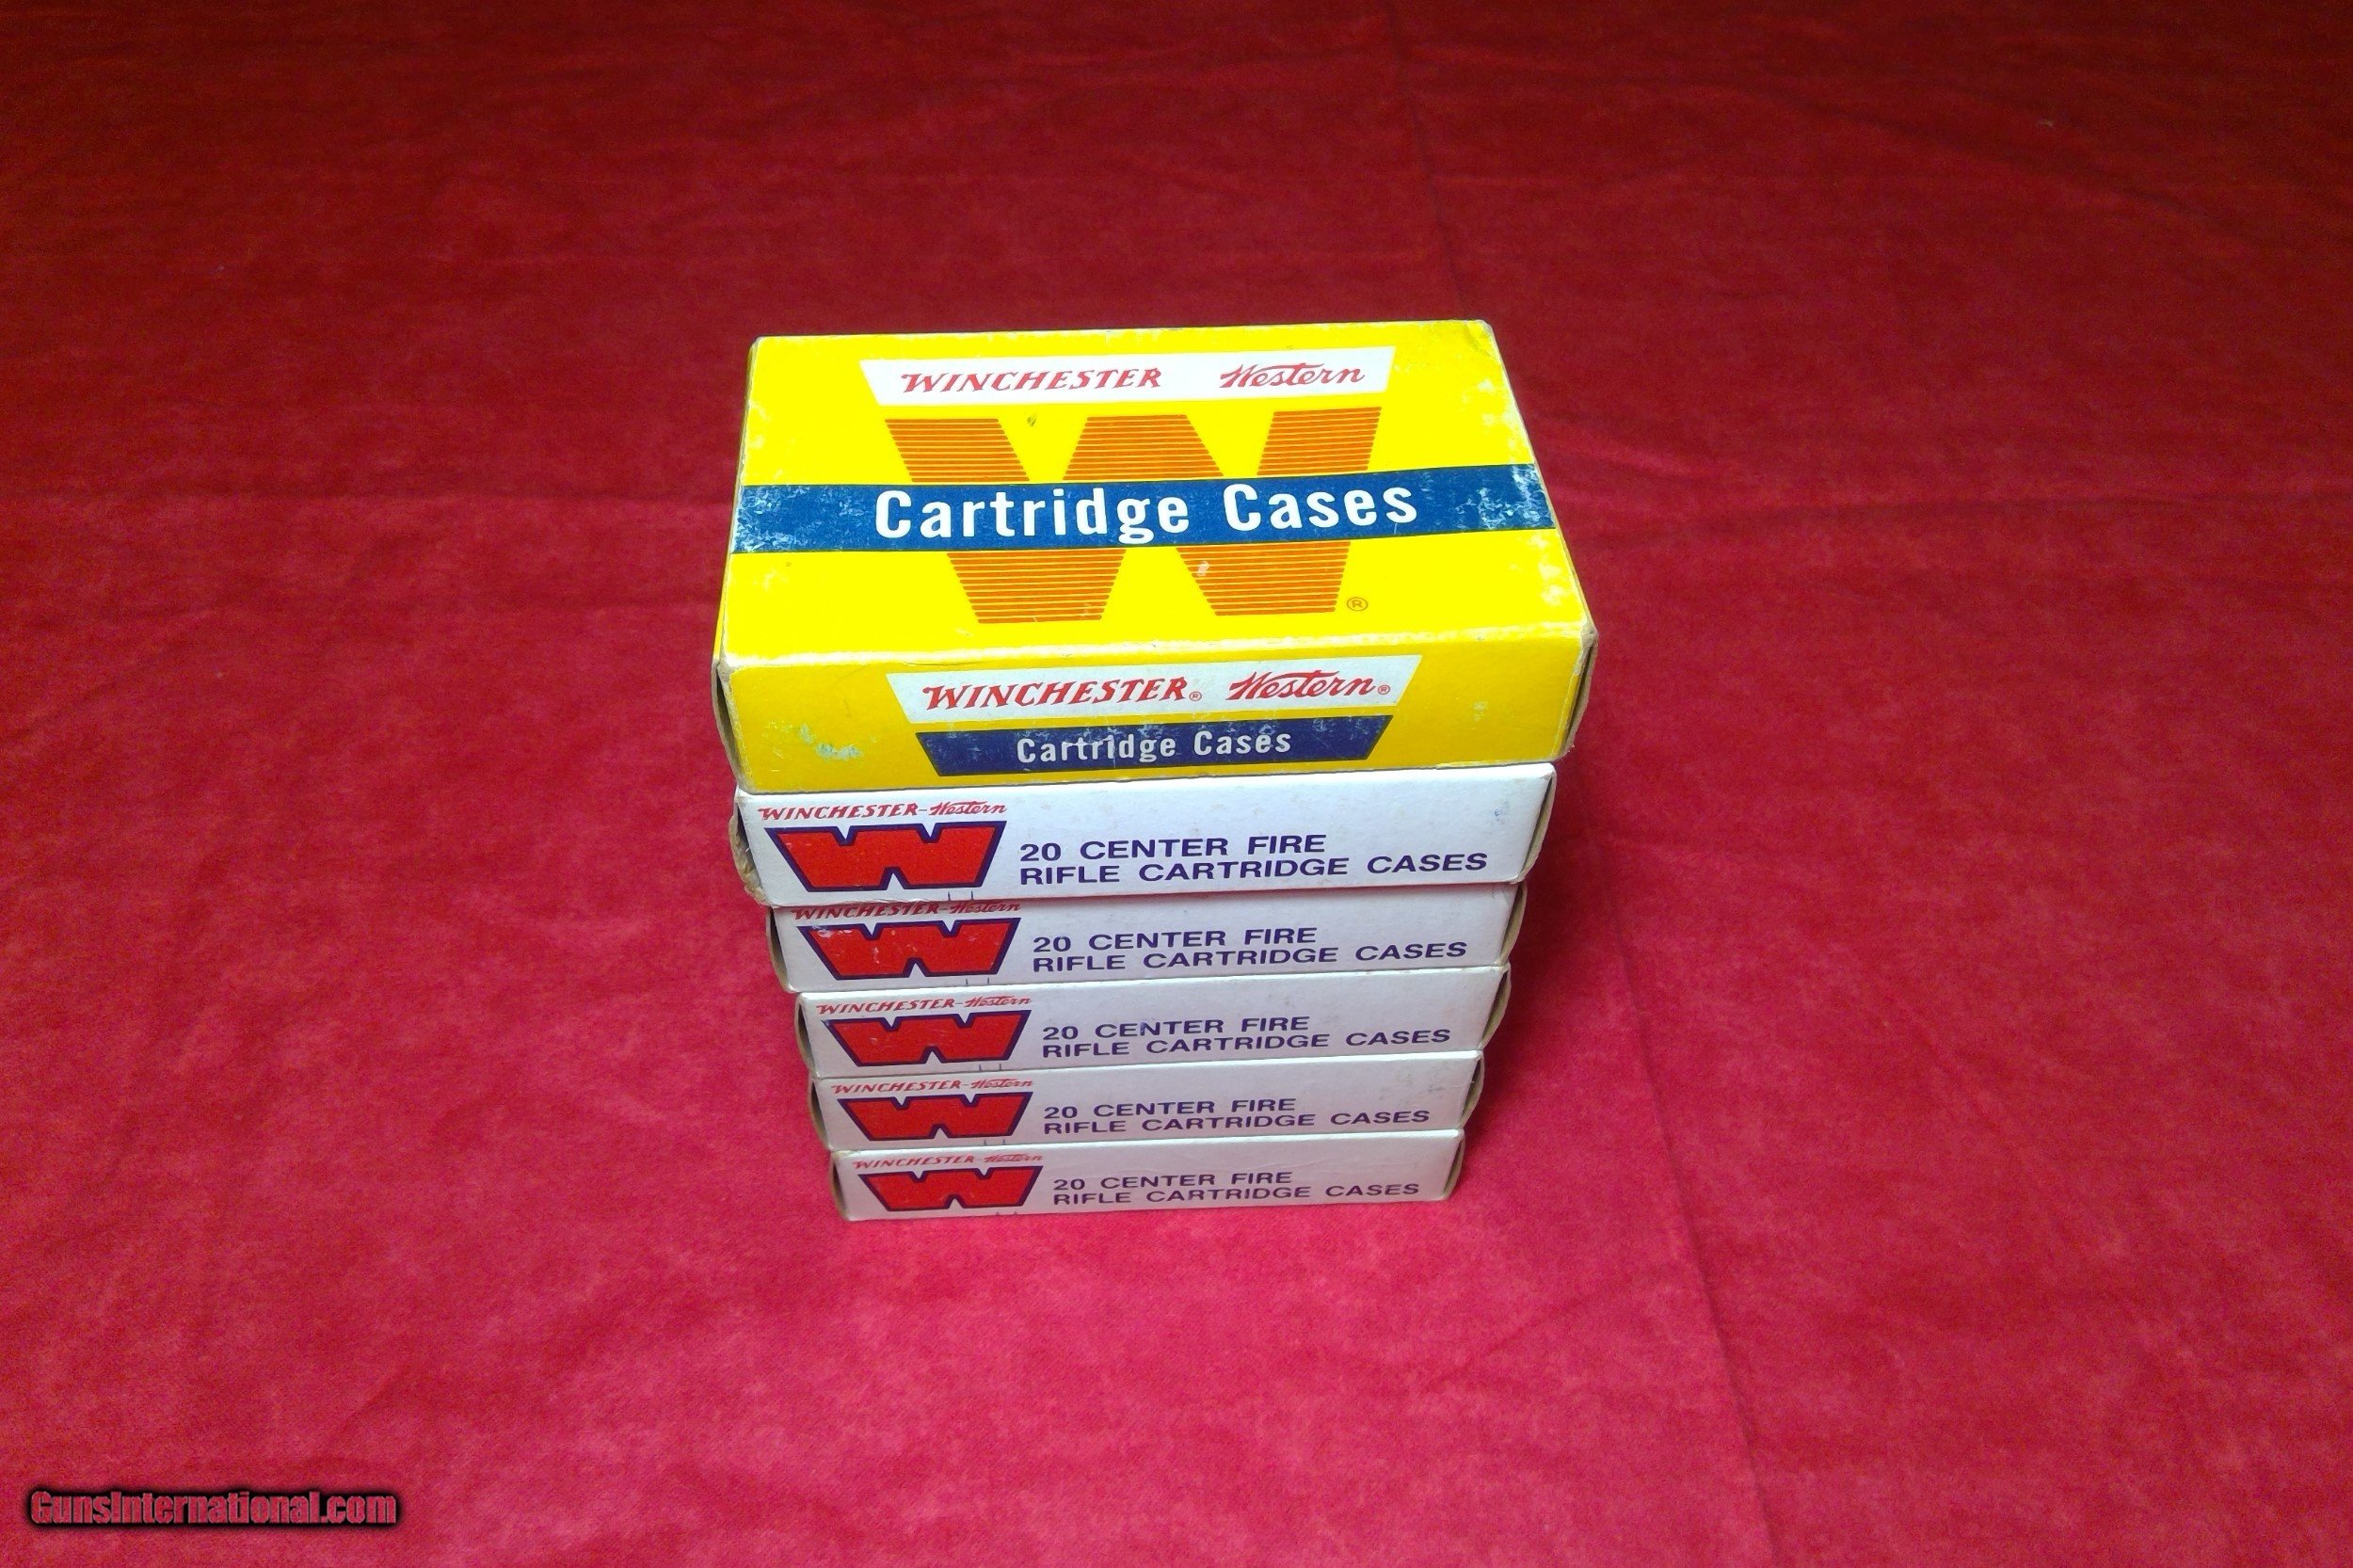 WINCHESTER Western
Cartridge Cases
®
WINCHESTER® Western®
Cartridge Cases
WINCHESTER-Western
W
20 CENTER FIRE
RIFLE CARTRIDGE CASES
WINCHESTER-Western
W
20 CENTER FIRE
RIFLE CARTRIDGE CASES
WINCHESTER-Western
W
20 CENTER FIRE
RIFLE CARTRIDGE CASES
WINCHESTER-Western
W
20 CENTER FIRE
RIFLE CARTRIDGE CASES
WINCHESTER-Western
W
20 CENTER FIRE
RIFLE CARTRIDGE CASES
GunsInternational.com